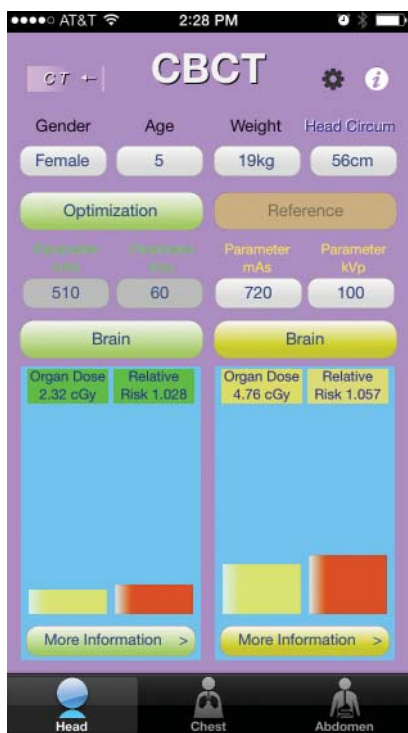 AT&T 2:28 PM
CT ← CBCT
Gender Age Weight Head Circum
Female 5 19kg 56cm
Optimization Reference
Parameter Parameter
mAs kVp
510 60 720 100
Brain Brain
Organ Dose Relative Organ Dose Relative
2.32 cGy Risk 1.028 4.76 cGy Risk 1.057
More Information > More Information >
Head Chest Abdomen